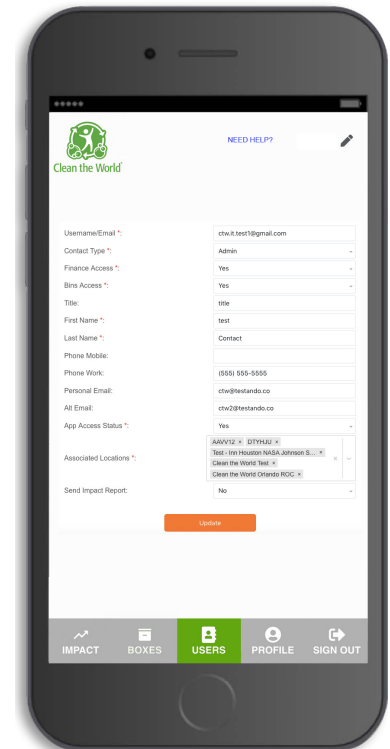 NEED HELP?
Clean the World
Username/Email *: ctw.it.test1@gmail.com
Contact Type *: Admin
Finance Access *: Yes
Bins Access *: Yes
Title: title
First Name *: test
Last Name *: Contact
Phone Mobile:
Phone Work: (555) 555-5555
Personal Email: ctw@testando.co
Alt Email: ctw2@testando.co
App Access Status *: Yes
Associated Locations *:
AAVV12 × DTYHJU ×
Test - Inn Houston NASA Johnson S... ×
Clean the World Test ×
Clean the World Orlando ROC ×
Send Impact Report: No
Update
IMPACT BOXES USERS PROFILE SIGN OUT